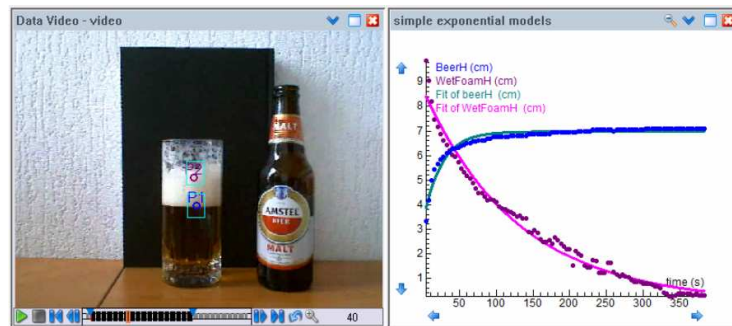 Data Video - video
MALT
P2
P1
AMSTEL
BIER
MALT
40
simple exponential models
BeerH (cm)
WetFoamH (cm)
Fit of beerH (cm)
Fit of WetFoamH (cm)
9
8
7
6
5
4
3
2
1
time (s)
50 100 150 200 250 300 350